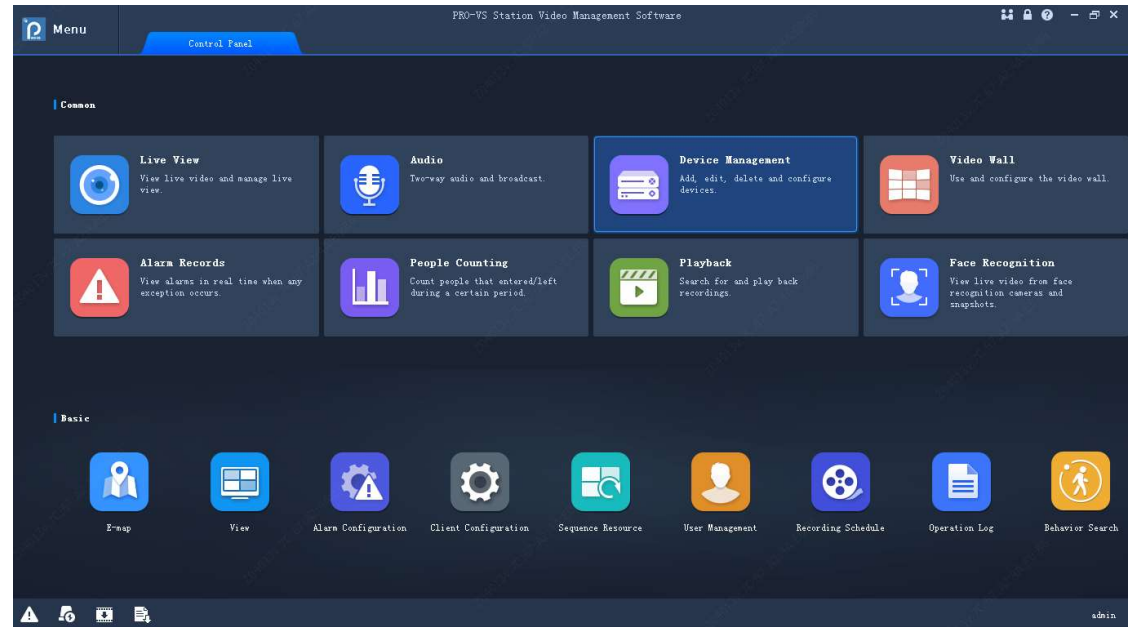 PRO-VS Station Video Management Software
Menu
Control Panel
Common
Live View
View live video and manage live
view.
Audio
Two-way audio and broadcast.
Device Management
Add, edit, delete and configure
devices.
Video Wall
Use and configure the video wall.
Alarm Records
View alarms in real time when any
exception occurs.
People Counting
Count people that entered/left
during a certain period.
Playback
Search for and play back
recordings.
Face Recognition
View live video from face
recognition cameras and
snapshots.
Basic
E-map
View
Alarm Configuration
Client Configuration
Sequence Resource
User Management
Recording Schedule
Operation Log
Behavior Search
admin